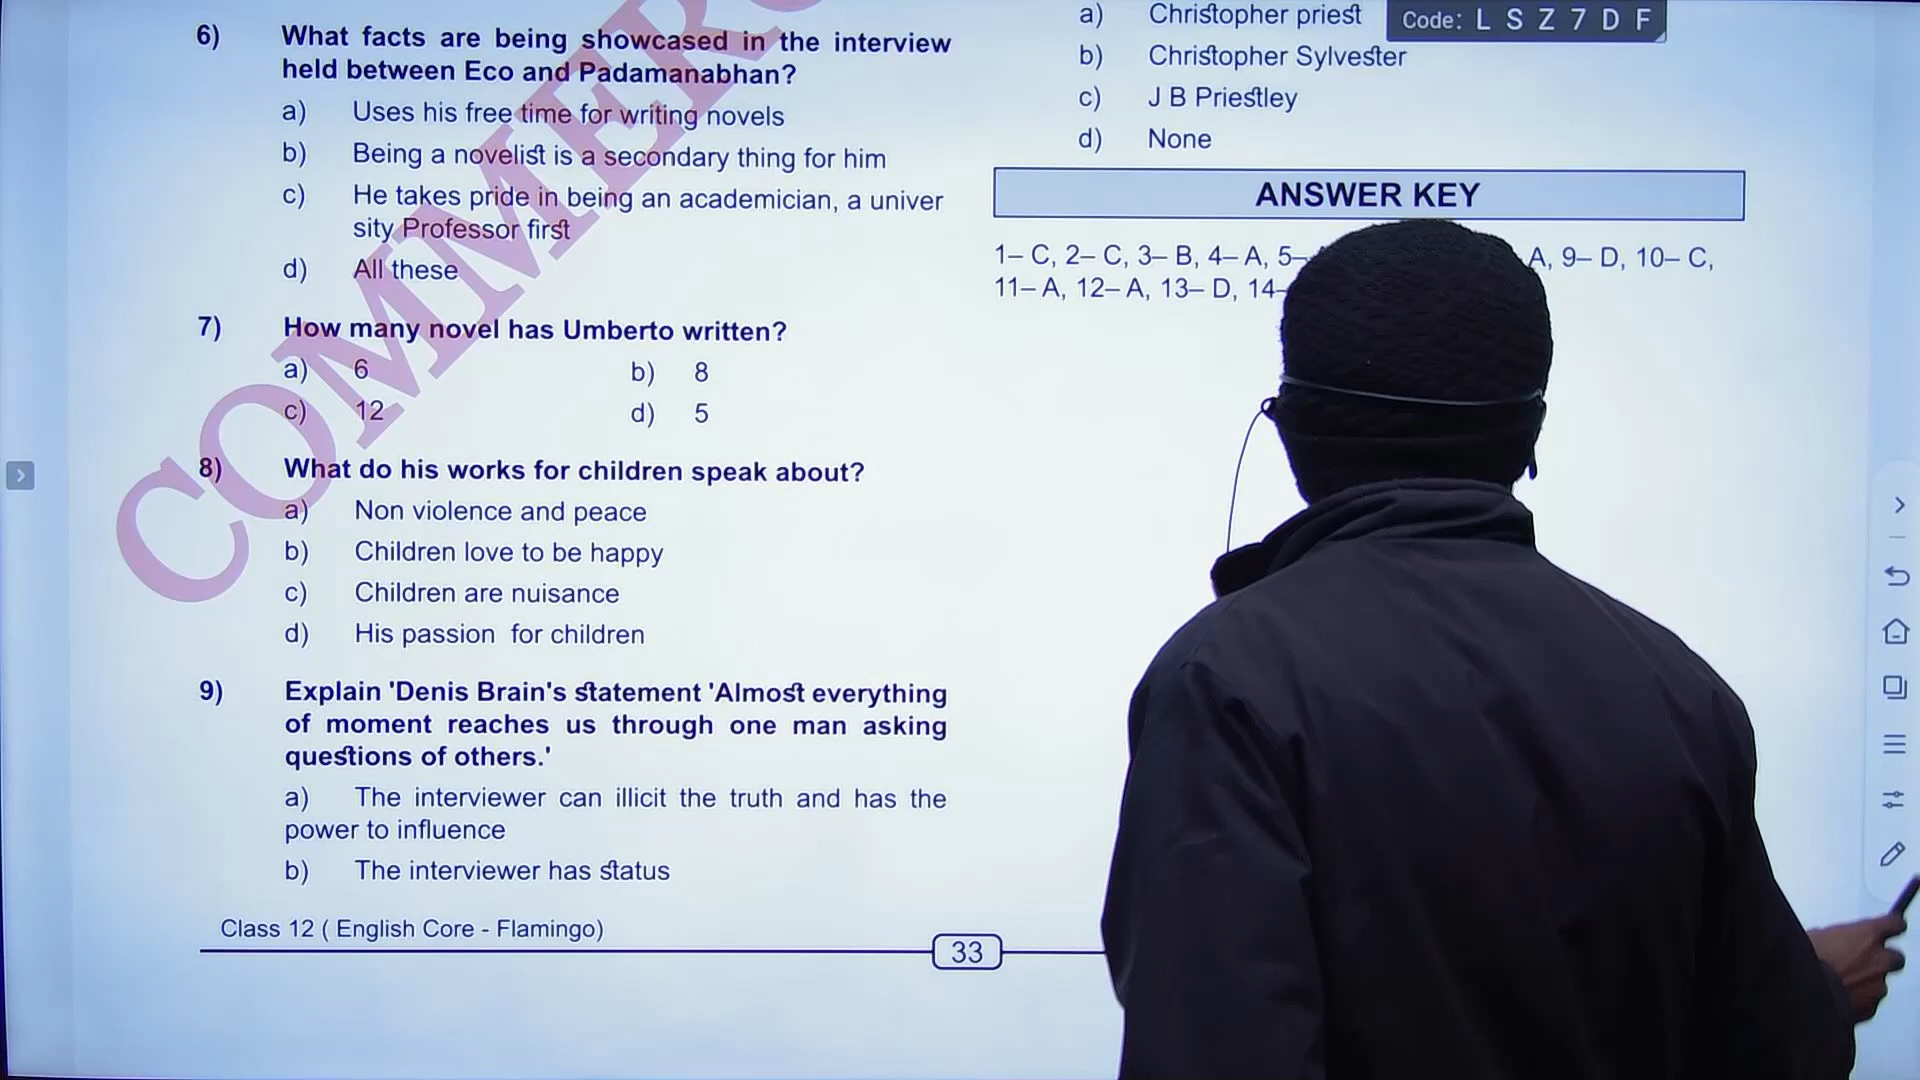 6) What facts are being showcased in the interview
held between Eco and Padamanabhan?
a) Uses his free time for writing novels
b) Being a novelist is a secondary thing for him
c) He takes pride in being an academician, a univer
sity Professor first
d) All these
7) How many novel has Umberto written?
a) 6 b) 8
c) 12 d) 5
8) What do his works for children speak about?
a) Non violence and peace
b) Children love to be happy
c) Children are nuisance
d) His passion for children
9) Explain 'Denis Brain's statement 'Almost everything
of moment reaches us through one man asking
questions of others.'
a) The interviewer can illicit the truth and has the
power to influence
b) The interviewer has status
Class 12 ( English Core - Flamingo)
33
a) Christopher priest
b) Christopher Sylvester
c) J B Priestley
d) None
Code: L S Z 7 D F
ANSWER KEY
1– C, 2– C, 3– B, 4– A, 5– A, 9– D, 10– C,
11– A, 12– A, 13– D, 14–